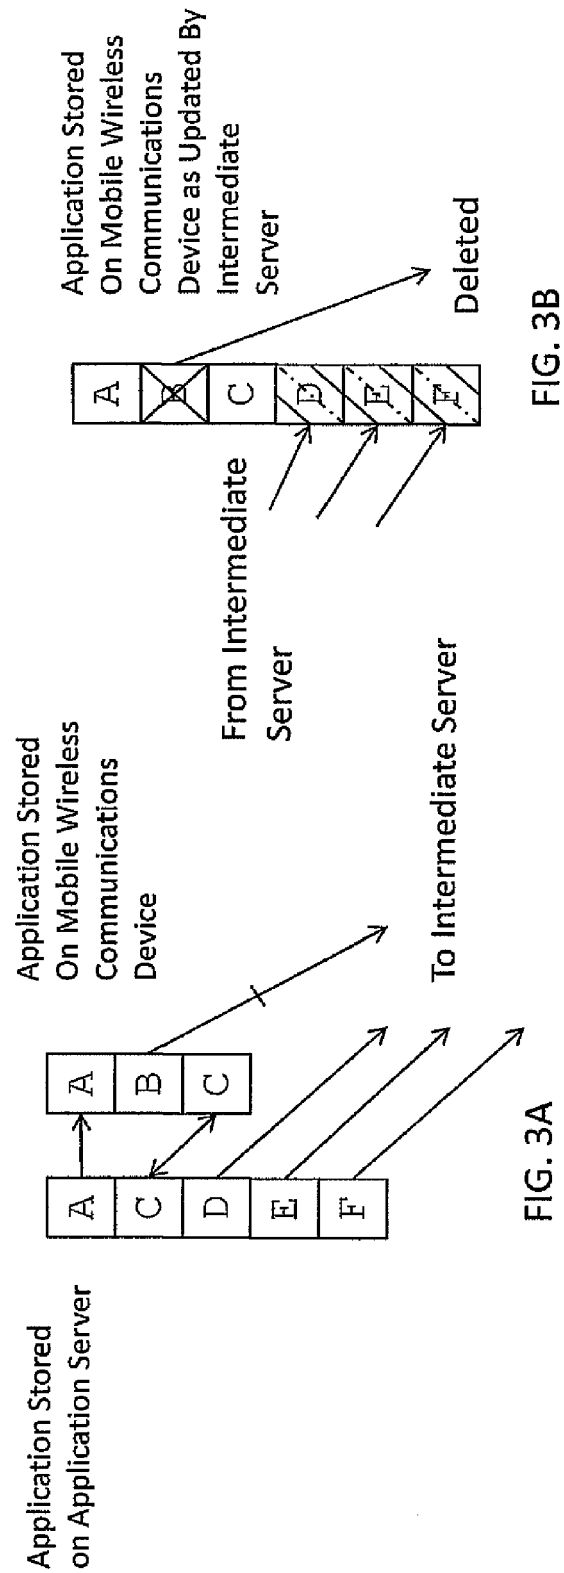 Application Stored
on Application Server
A
C
D
E
F
Application Stored
On Mobile Wireless
Communications
Device
A
B
C
To Intermediate Server
FIG. 3A
Application Stored
On Mobile Wireless
Communications
Device as Updated By
Intermediate
Server
A
B
C
D
E
F
From Intermediate
Server
Deleted
FIG. 3B